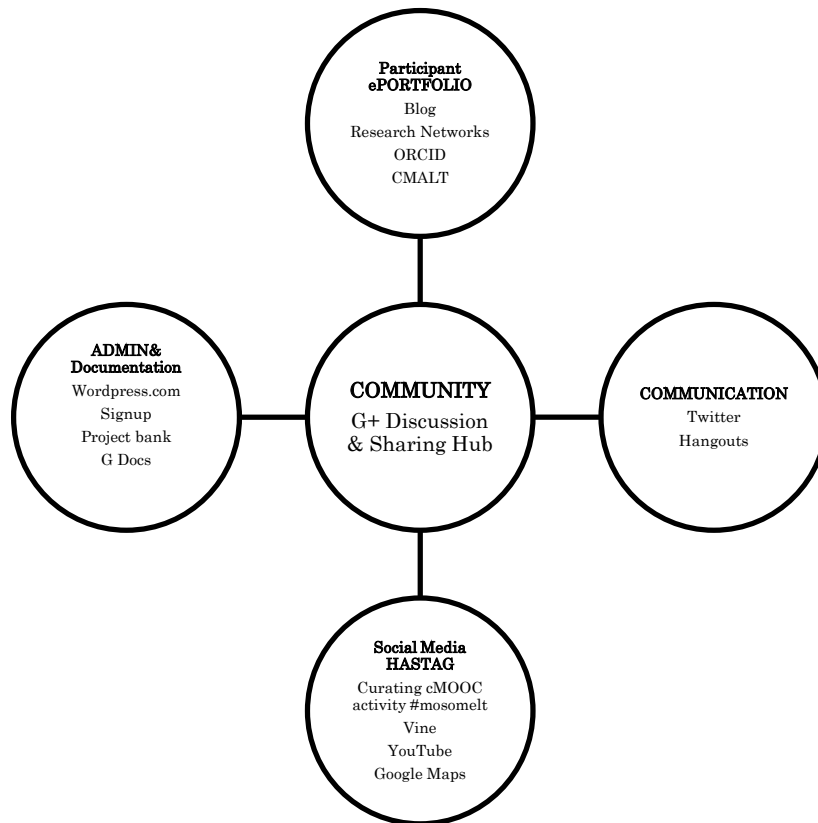 Participant
ePORTFOLIO
Blog
Research Networks
ORCID
CMALT
ADMIN&
Documentation
Wordpress.com
Signup
Project bank
G Docs
COMMUNITY
G+ Discussion
& Sharing Hub
COMMUNICATION
Twitter
Hangouts
Social Media
HASTAG
Curating cMOOC
activity #mosomelt
Vine
YouTube
Google Maps